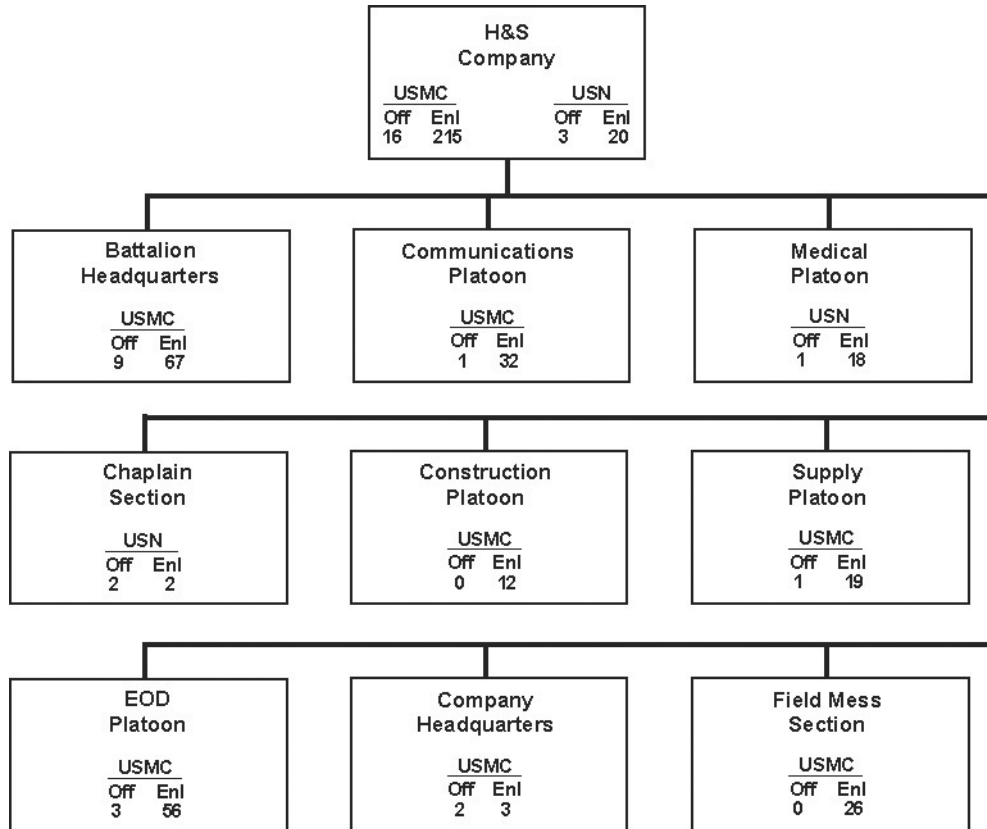 H&S
Company
USMC USN
Off Enl Off Enl
16 215 3 20
Battalion
Headquarters
USMC
Off Enl
9 67
Communications
Platoon
USMC
Off Enl
1 32
Medical
Platoon
USN
Off Enl
1 18
Chaplain
Section
USN
Off Enl
2 2
Construction
Platoon
USMC
Off Enl
0 12
Supply
Platoon
USMC
Off Enl
1 19
EOD
Platoon
USMC
Off Enl
3 56
Company
Headquarters
USMC
Off Enl
2 3
Field Mess
Section
USMC
Off Enl
0 26